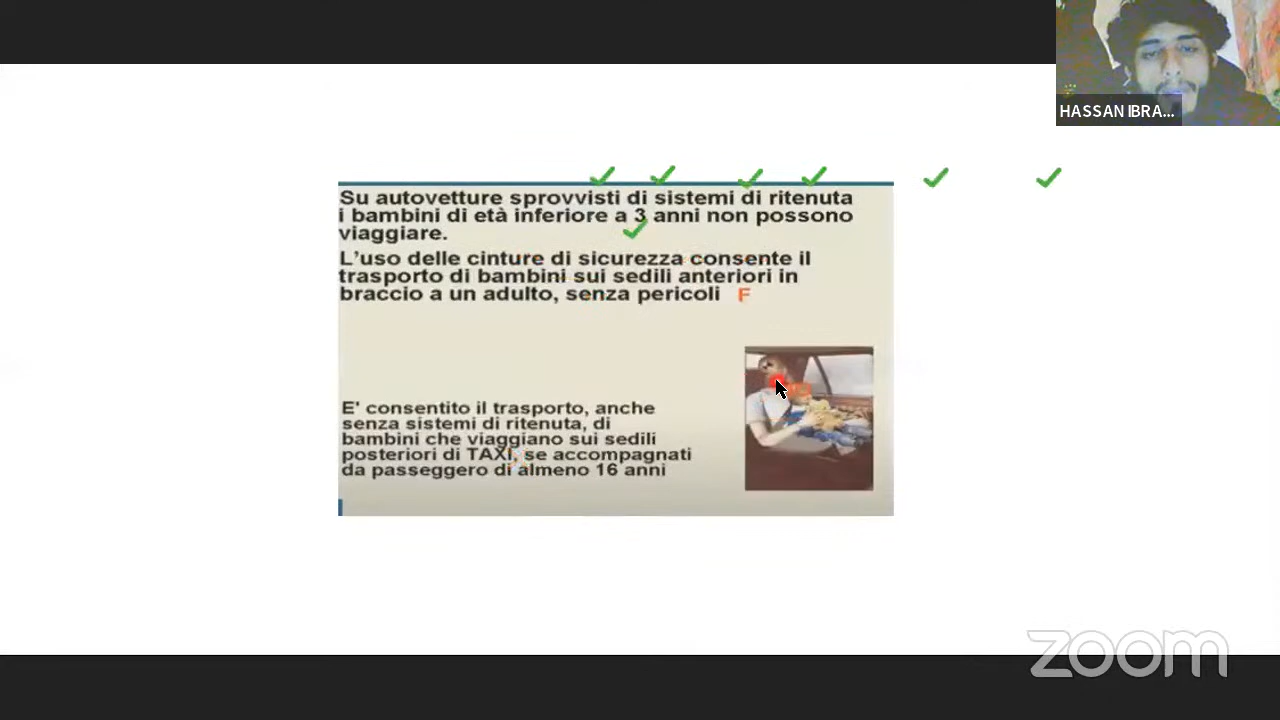 HASSAN IBRA...
Su autovetture sprovvisti di sistemi di ritenuta
i bambini di età inferiore a 3 anni non possono
viaggiare.
L'uso delle cinture di sicurezza consente il
trasporto di bambini sui sedili anteriori in
braccio a un adulto, senza pericoli F
E' consentito il trasporto, anche
senza sistemi di ritenuta, di
bambini che viaggiano sui sedili
posteriori di TAXI, se accompagnati
da passeggero di almeno 16 anni
zoom